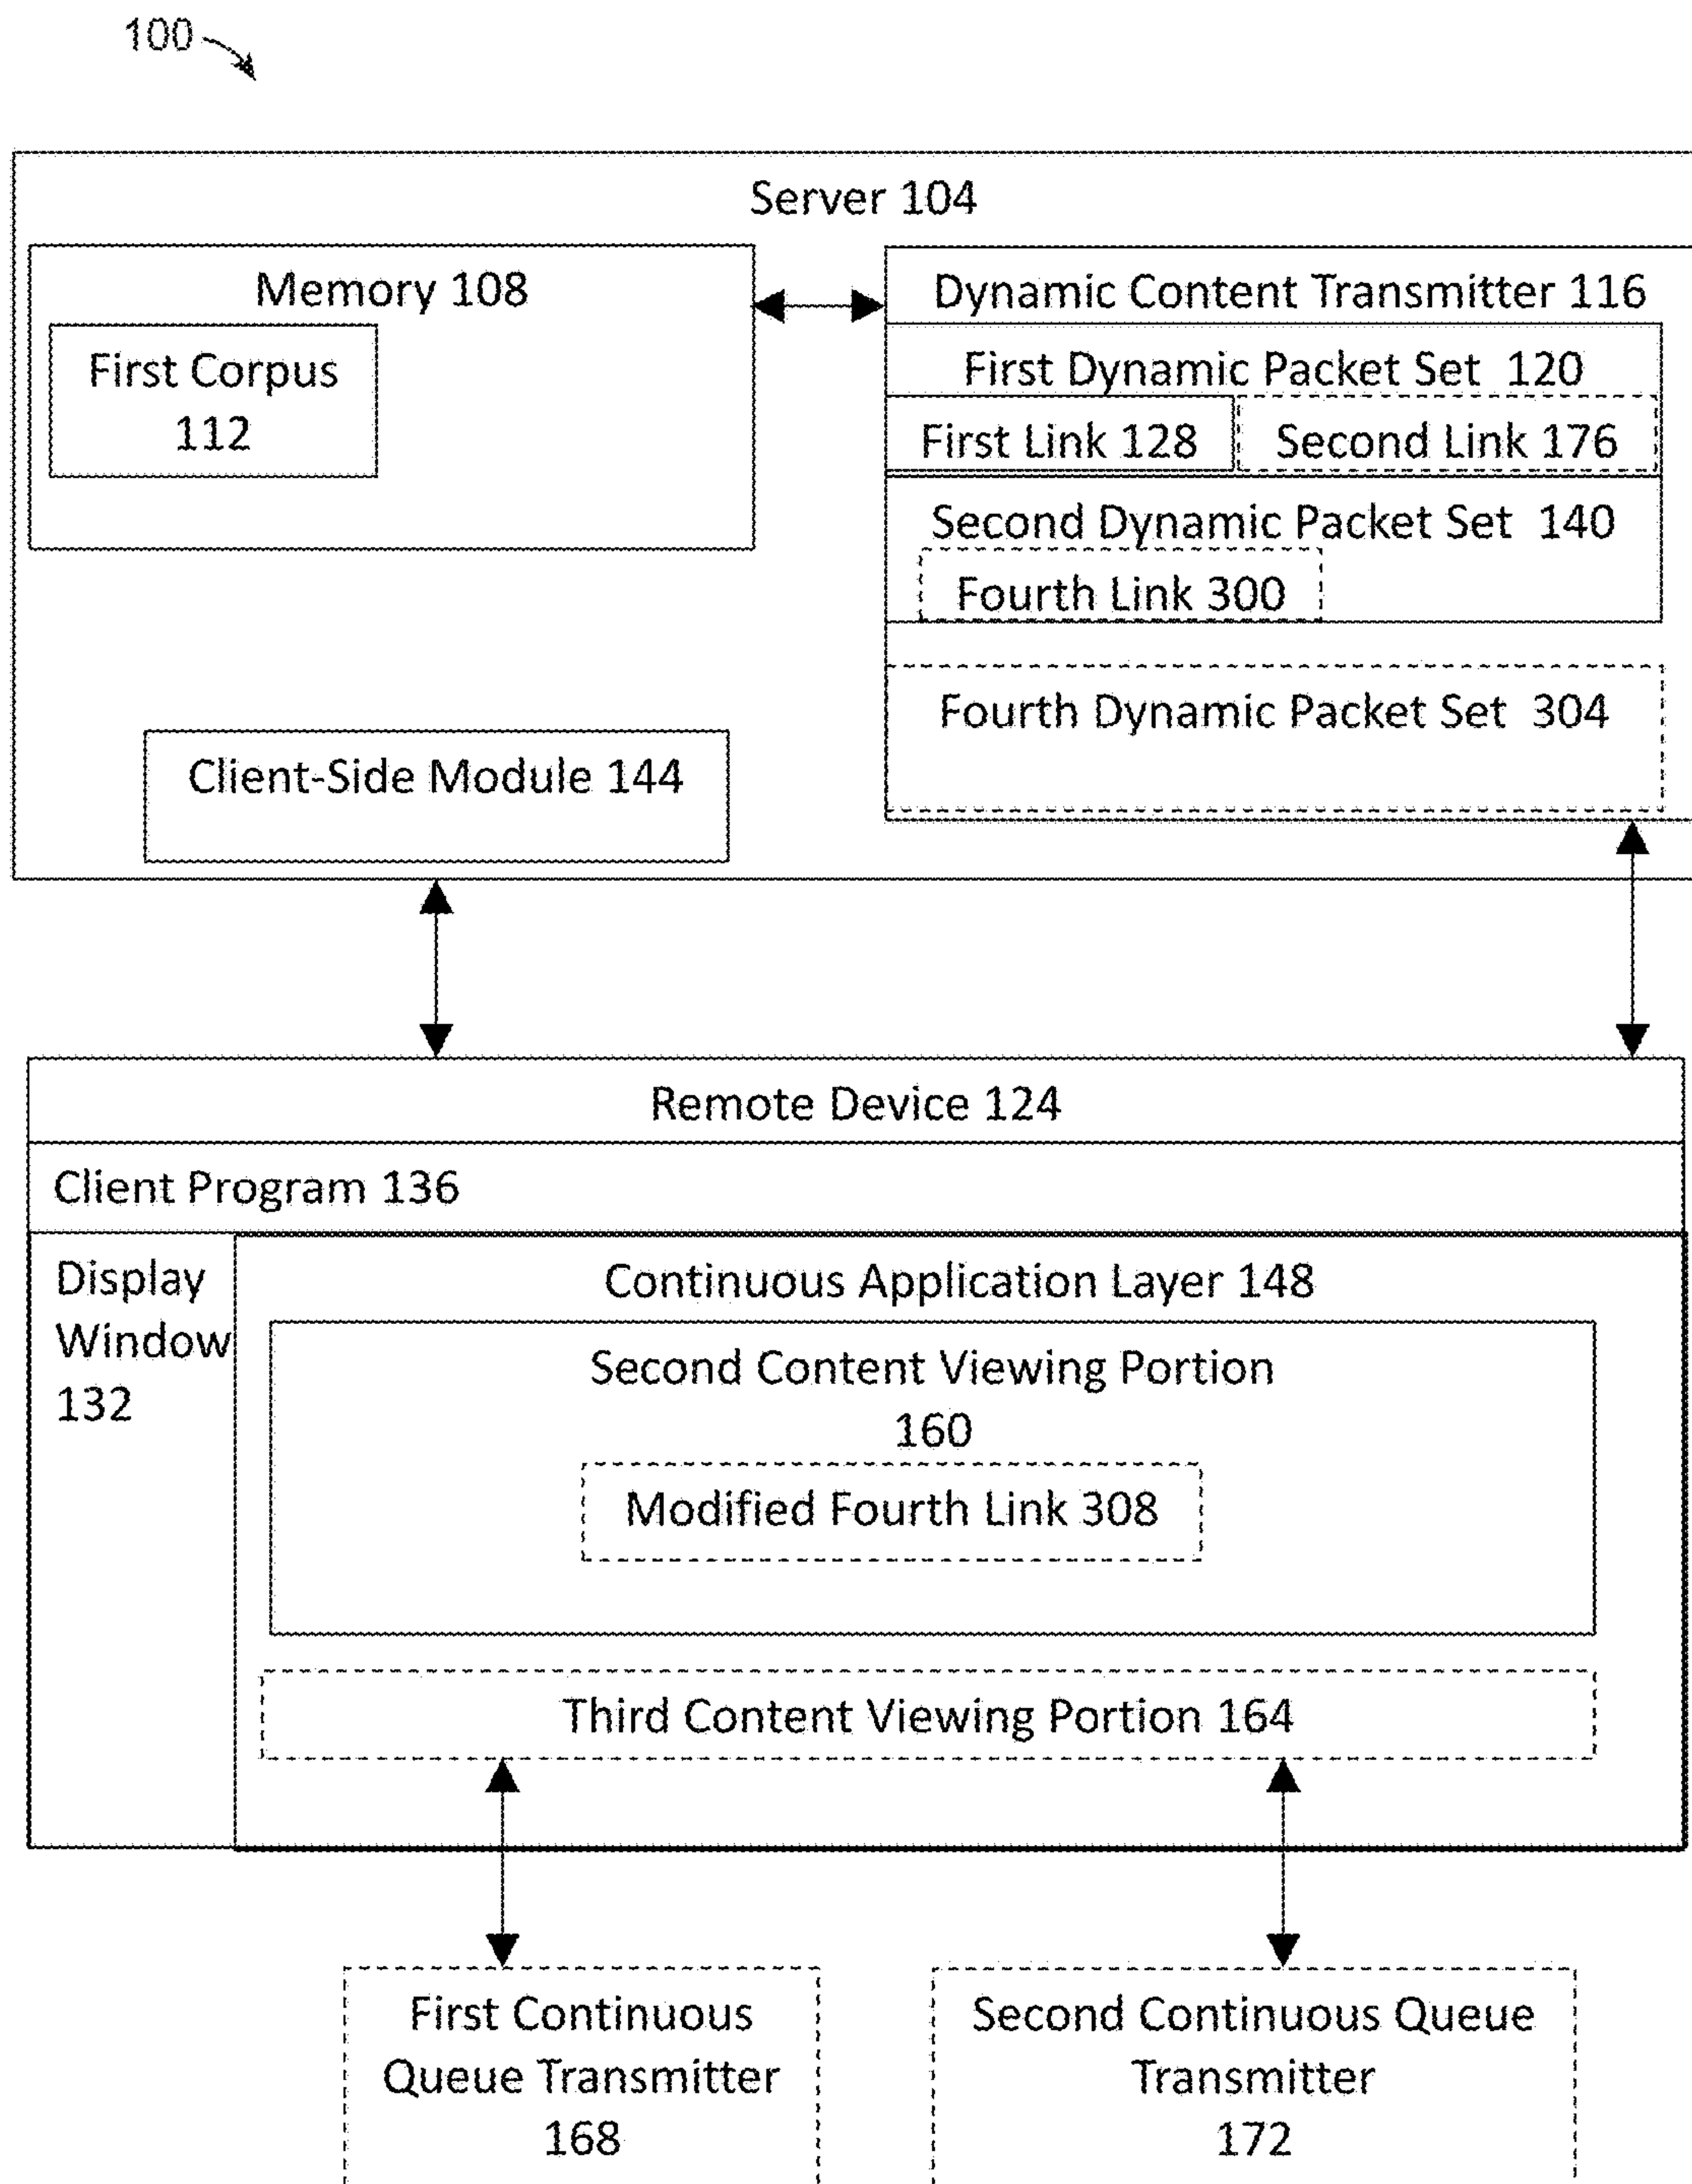 100
Server 104
Memory 108
First Corpus
112
Dynamic Content Transmitter 116
First Dynamic Packet Set 120
First Link 128
Second Link 176
Second Dynamic Packet Set 140
Fourth Link 300
Fourth Dynamic Packet Set 304
Client-Side Module 144
Remote Device 124
Client Program 136
Display
Window
132
Continuous Application Layer 148
Second Content Viewing Portion
160
Modified Fourth Link 308
Third Content Viewing Portion 164
First Continuous
Queue Transmitter
168
Second Continuous Queue
Transmitter
172